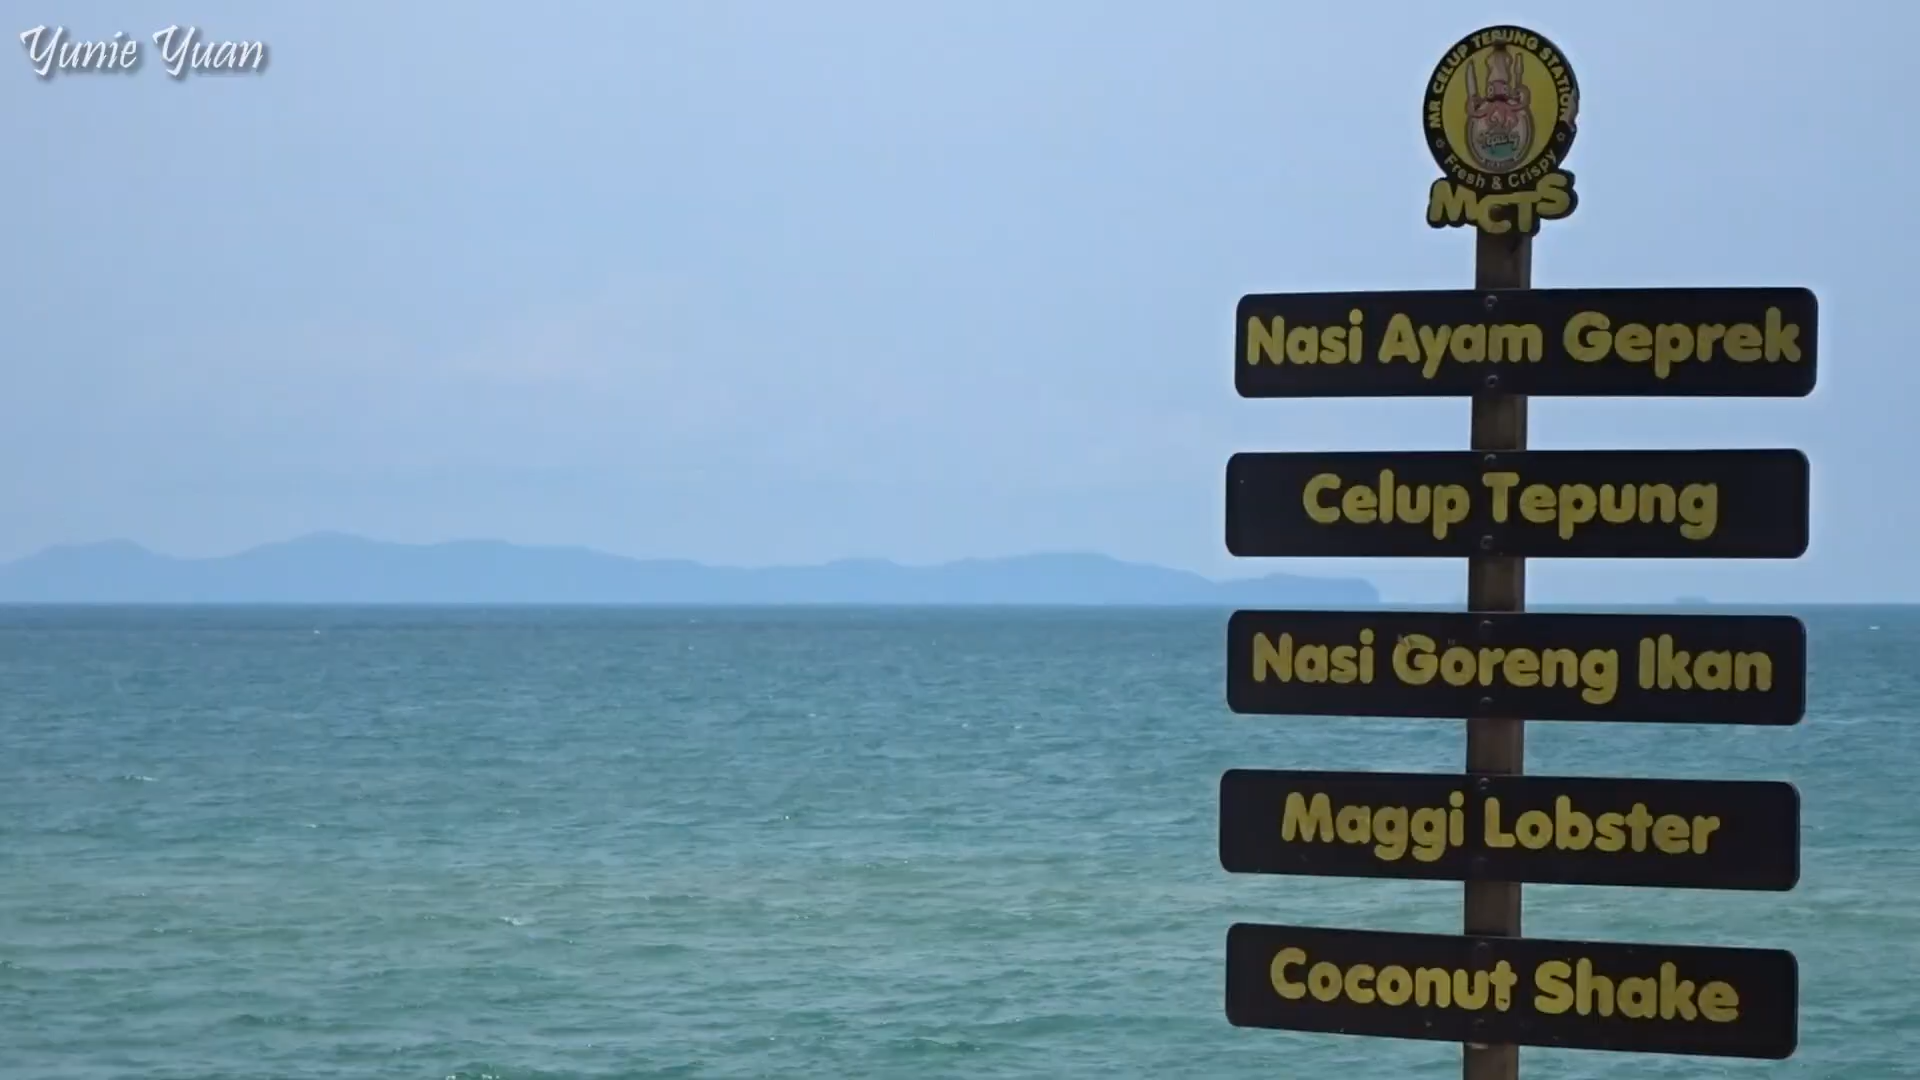 Yunie Yuan
MR CELUP TEPUNG STATION
Fresh & Crispy
MCTS
Nasi Ayam Geprek
Celup Tepung
Nasi Goreng Ikan
Maggi Lobster
Coconut Shake